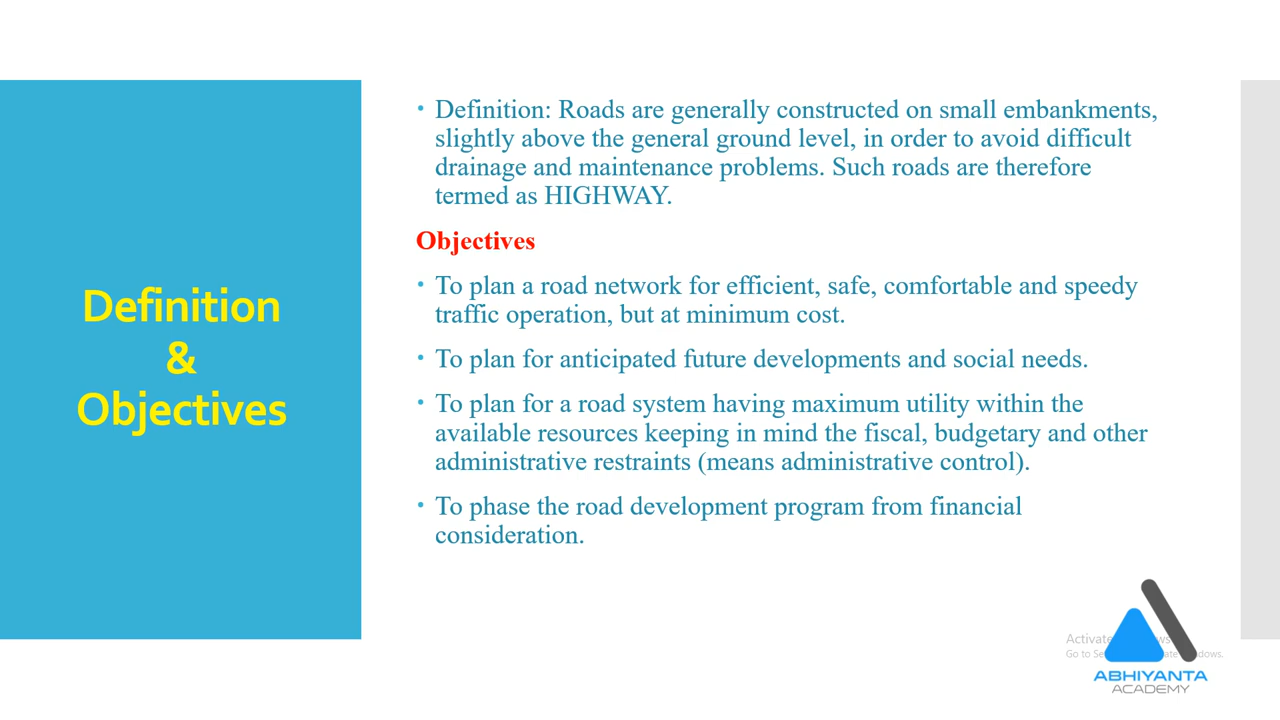 Definition
&
Objectives
• Definition: Roads are generally constructed on small embankments,
slightly above the general ground level, in order to avoid difficult
drainage and maintenance problems. Such roads are therefore
termed as HIGHWAY.
Objectives
• To plan a road network for efficient, safe, comfortable and speedy
traffic operation, but at minimum cost.
• To plan for anticipated future developments and social needs.
• To plan for a road system having maximum utility within the
available resources keeping in mind the fiscal, budgetary and other
administrative restraints (means administrative control).
• To phase the road development program from financial
consideration.
Activate
Go to
ABHIYANTA
ACADEMY